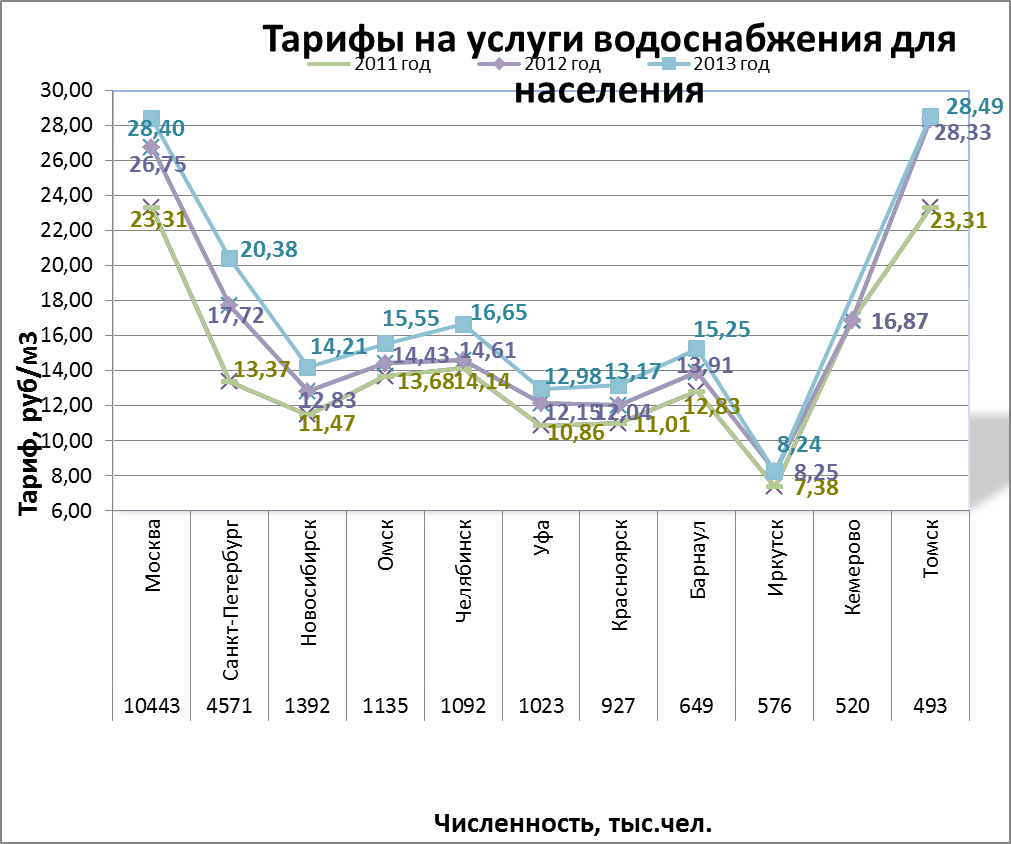 Тарифы на услуги водоснабжения для
населения
2011 год 2012 год 2013 год
30,00
28,00
26,00
24,00
22,00
20,00
18,00
16,00
14,00
12,00
10,00
8,00
6,00
Тариф, руб/м3
28,40
26,75
23,31
20,38
17,72
13,37
14,21
12,83
11,47
15,55
14,43
13,68
16,65
14,61
14,14
12,98
12,15
10,86
13,17
12,04
11,01
15,25
13,91
12,83
8,24
8,25
7,38
16,87
28,49
28,33
23,31
Москва
Санкт-Петербург
Новосибирск
Омск
Челябинск
Уфа
Красноярск
Барнаул
Иркутск
Кемерово
Томск
10443 4571 1392 1135 1092 1023 927 649 576 520 493
Численность, тыс.чел.